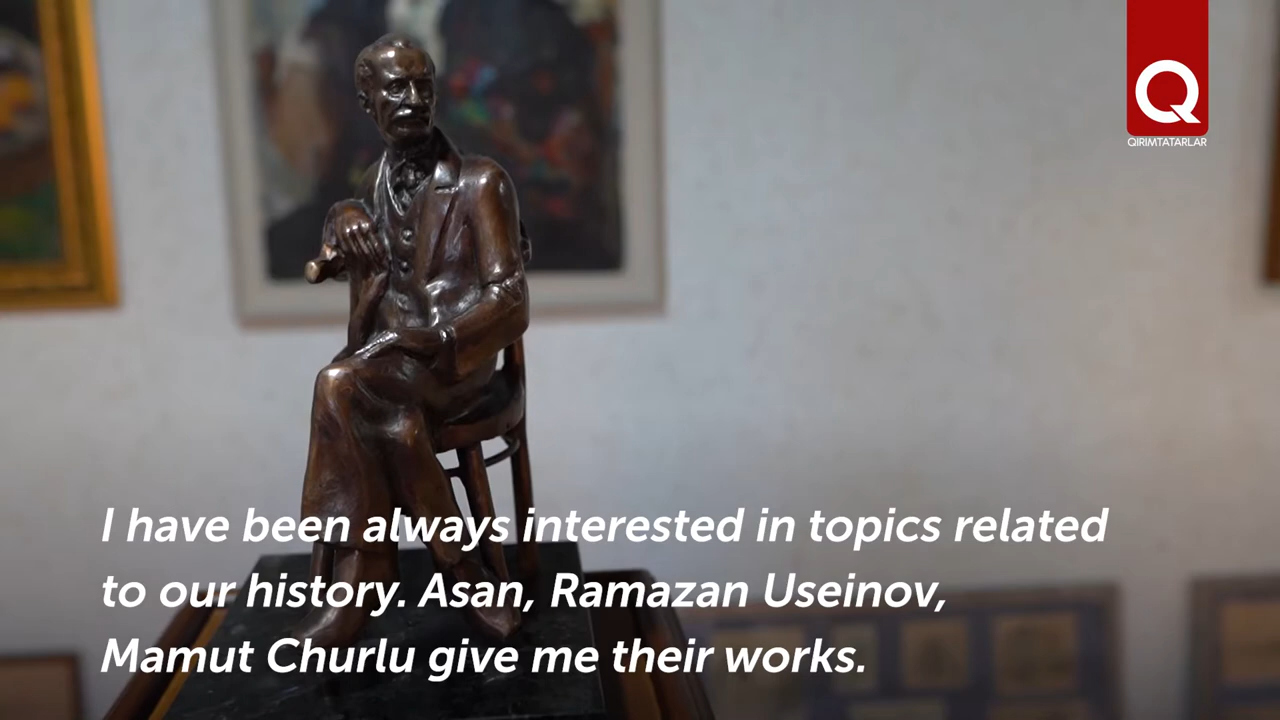 Q
QIRIMTATARLAR
I have been always interested in topics related
to our history. Asan, Ramazan Useinov,
Mamut Churlu give me their works.